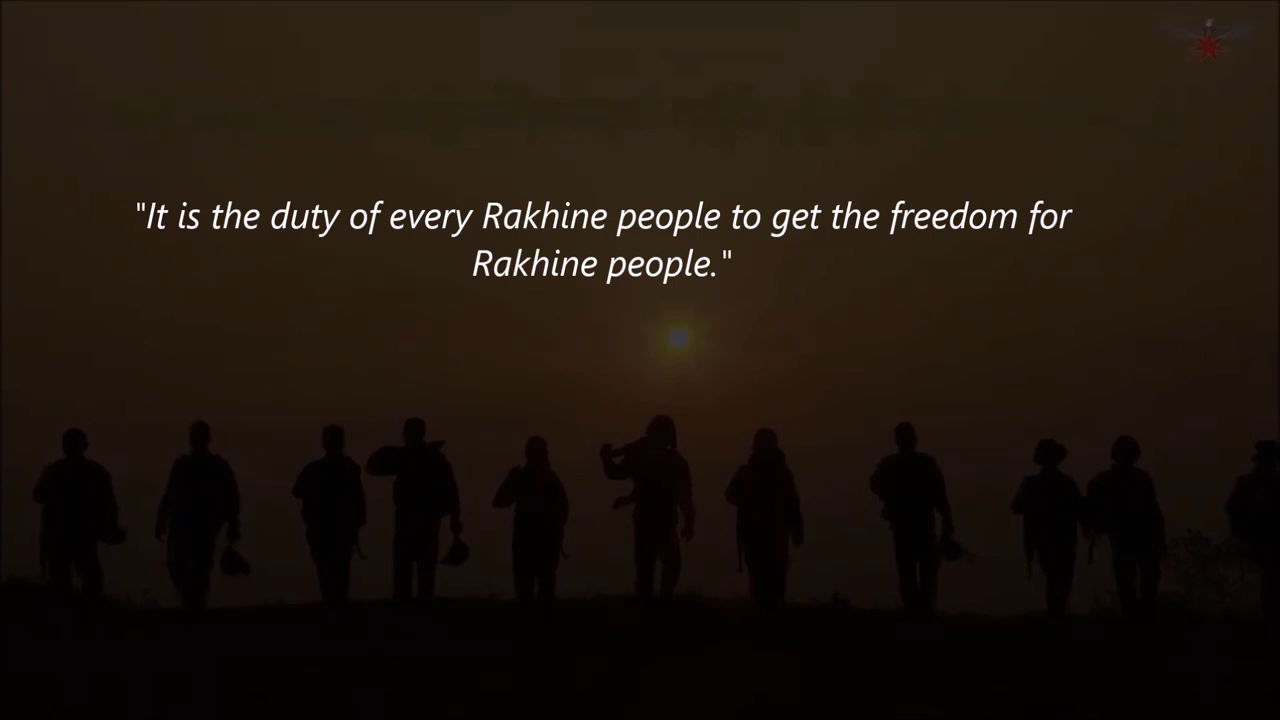 "It is the duty of every Rakhine people to get the freedom for
Rakhine people."